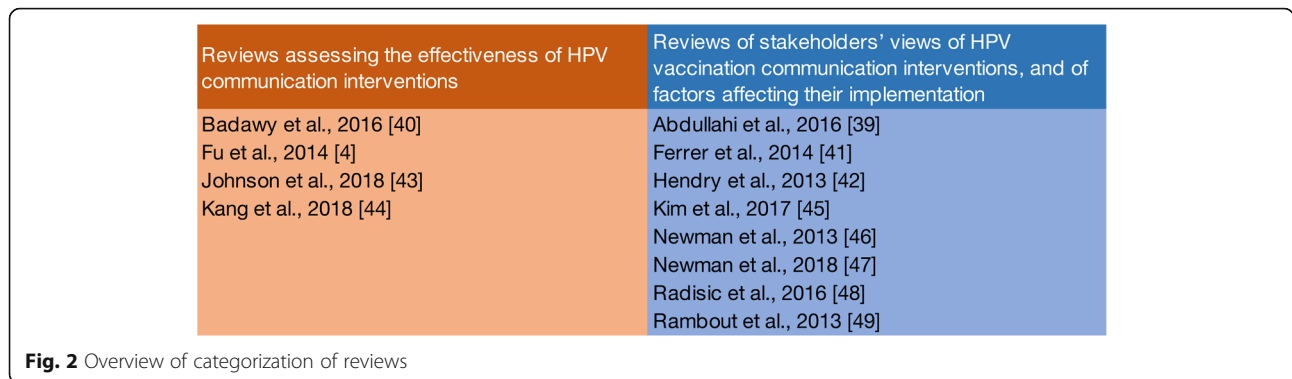 Reviews assessing the effectiveness of HPV
communication interventions
Badawy et al., 2016 [40]
Fu et al., 2014 [4]
Johnson et al., 2018 [43]
Kang et al., 2018 [44]
Reviews of stakeholders’ views of HPV
vaccination communication interventions, and of
factors affecting their implementation
Abdullahi et al., 2016 [39]
Ferrer et al., 2014 [41]
Hendry et al., 2013 [42]
Kim et al., 2017 [45]
Newman et al., 2013 [46]
Newman et al., 2018 [47]
Radisic et al., 2016 [48]
Rambout et al., 2013 [49]
Fig. 2 Overview of categorization of reviews